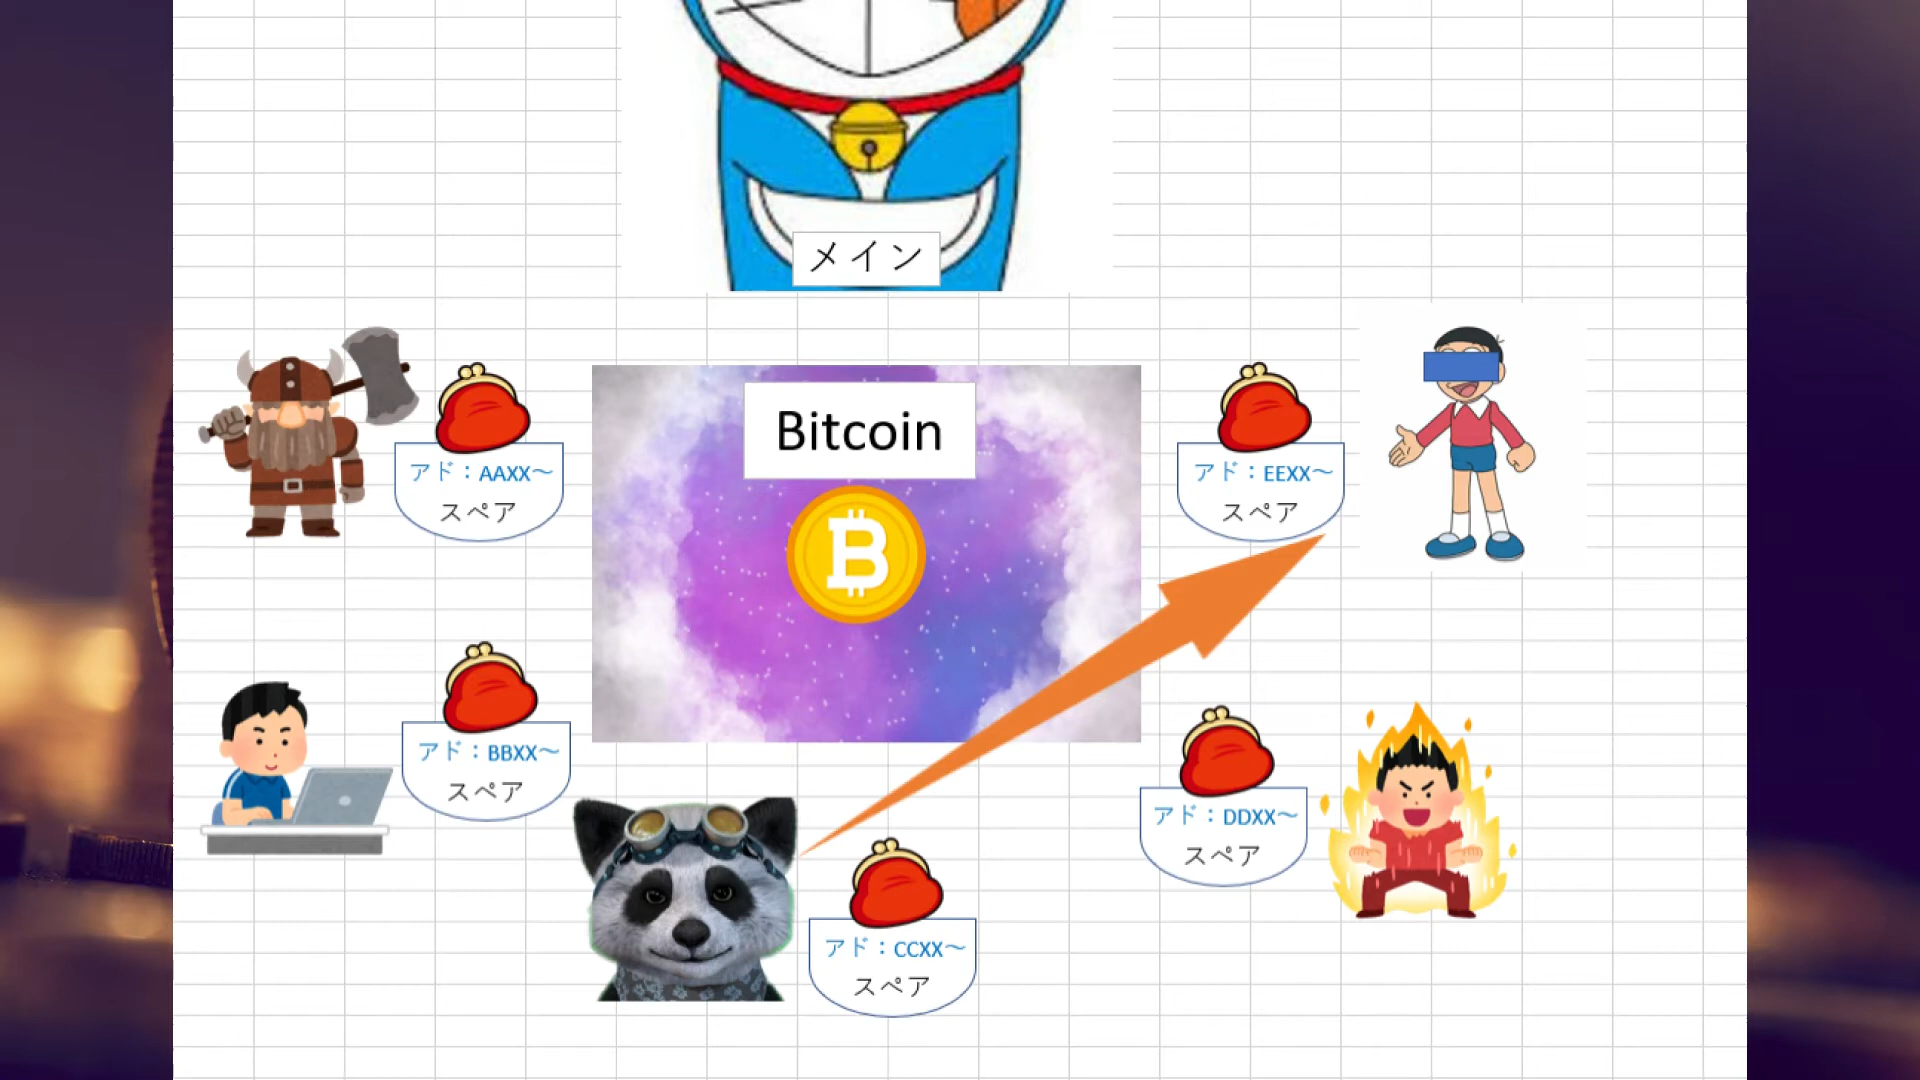 メイン
Bitcoin
アド：AAXX～
スペア
アド：EEXX～
スペア
アド：BBXX～
スペア
アド：DDXX～
スペア
アド：CCXX～
スペア